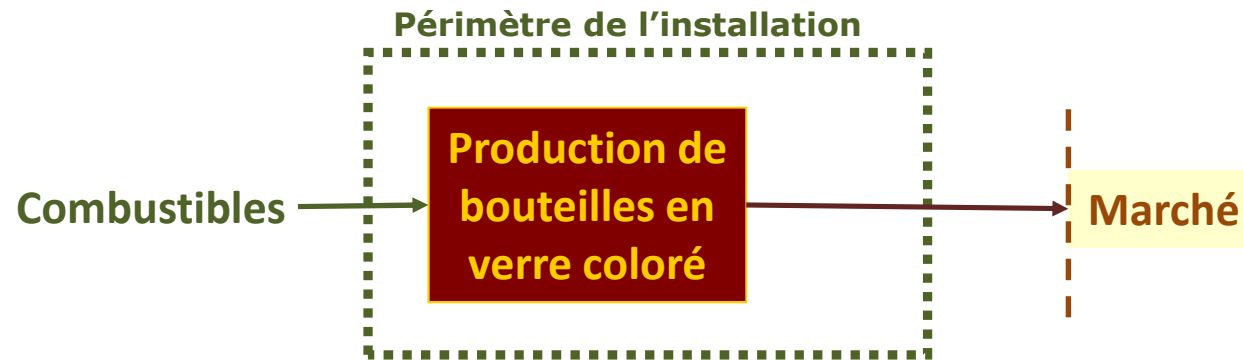 Périmètre de l’installation
Combustibles
Production de
bouteilles en
verre coloré
Marché